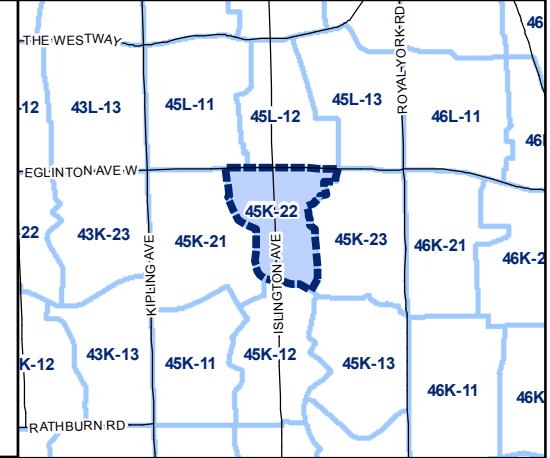 46
THE WESTWAY
ROYAL YORK RD
-12
43L-13
45L-11
45L-12
45L-13
46L-11
46
EGLINTON AVE W
22
43K-23
45K-21
45K-22
45K-23
46K-21
46K-2
KIPLING AVE
ISLINGTON AVE
K-12
43K-13
45K-11
45K-12
45K-13
46K-11
46K
RATHBURN RD